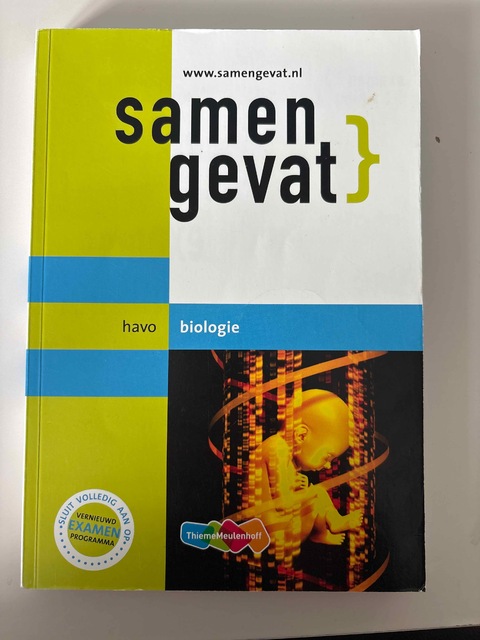 www.samengevat.nl
samen
gevat}
havo biologie
SLUIT VOLLEDIG AAN OP
VERNIEUWD
EXAMEN
PROGRAMMA
ThiemeMeulenhoff